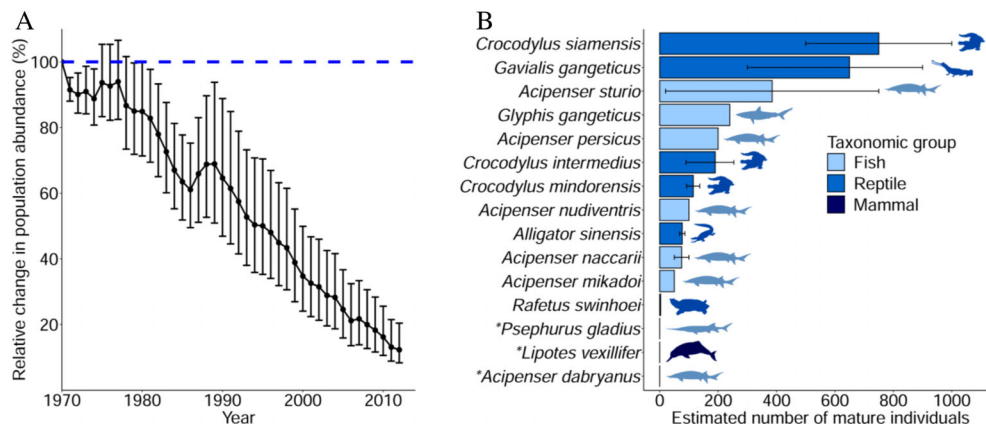 A
Relative change in population abundance (%)
100
80
60
40
20
1970
1980
1990
2000
2010
Year
B
Crocodylus siamensis
Gavialis gangeticus
Acipenser sturio
Glyphis gangeticus
Acipenser persicus
Crocodylus intermedius
Crocodylus mindorensis
Acipenser nudiventris
Alligator sinensis
Acipenser naccarii
Acipenser mikadoi
Rafetus swinhoei
*Psephurus gladius
*Lipotes vexillifer
*Acipenser dabryanus
Taxonomic group
Fish
Reptile
Mammal
0
200
400
600
800
1000
Estimated number of mature individuals